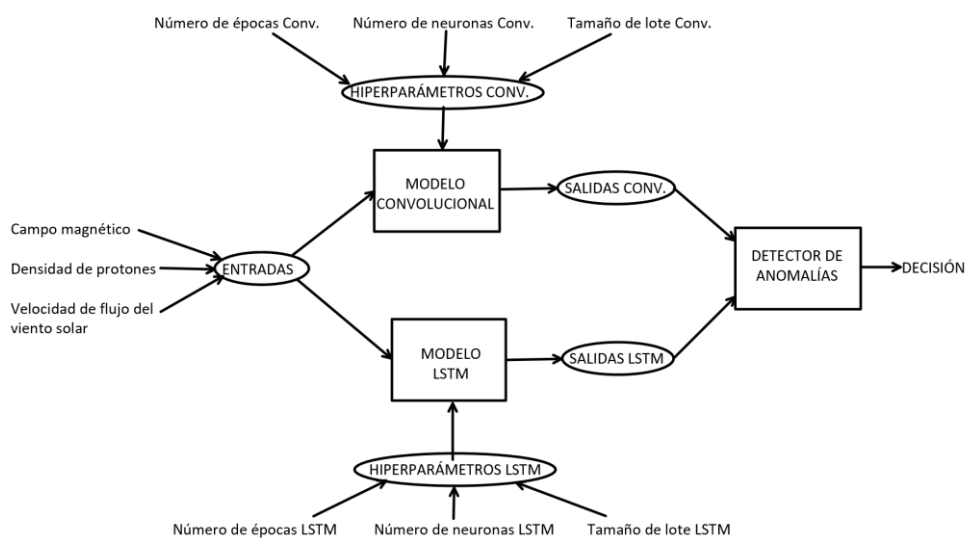 Número de épocas Conv.
Número de neuronas Conv.
Tamaño de lote Conv.
HIPERPARÁMETROS CONV.
MODELO
CONVOLUCIONAL
SALIDAS CONV.
Campo magnético
Densidad de protones
Velocidad de flujo del
viento solar
ENTRADAS
DETECTOR DE
ANOMALÍAS
DECISIÓN
MODELO
LSTM
SALIDAS LSTM
HIPERPARÁMETROS LSTM
Número de épocas LSTM
Número de neuronas LSTM
Tamaño de lote LSTM